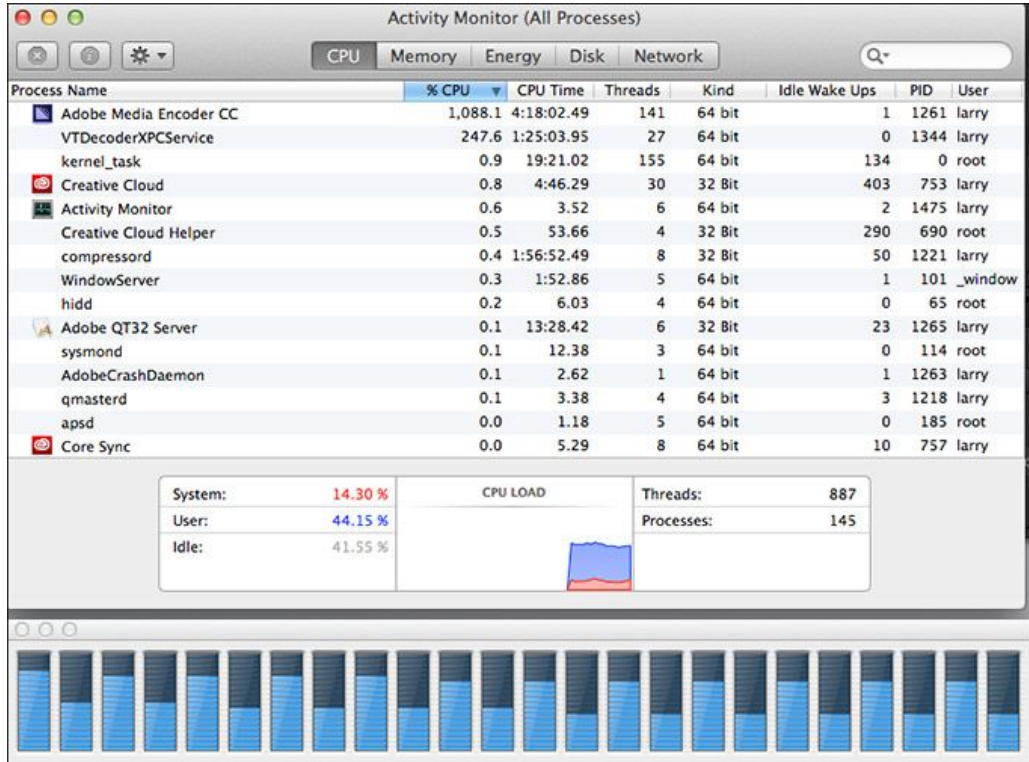 Activity Monitor (All Processes)
CPU Memory Energy Disk Network
Process Name % CPU CPU Time Threads Kind Idle Wake Ups PID User
Adobe Media Encoder CC 1,088.1 4:18:02.49 141 64 bit 1 1261 larry
VTDecoderXPCService 247.6 1:25:03.95 27 64 bit 0 1344 larry
kernel_task 0.9 19:21.02 155 64 bit 134 0 root
Creative Cloud 0.8 4:46.29 30 32 Bit 403 753 larry
Activity Monitor 0.6 3.52 6 64 bit 2 1475 larry
Creative Cloud Helper 0.5 53.66 4 32 Bit 290 690 root
compressord 0.4 1:56:52.49 8 32 Bit 50 1221 larry
WindowServer 0.3 1:52.86 5 64 bit 1 101 _window
hidd 0.2 6.03 4 64 bit 0 65 root
Adobe QT32 Server 0.1 13:28.42 6 32 Bit 23 1265 larry
sysmond 0.1 12.38 3 64 bit 0 114 root
AdobeCrashDaemon 0.1 2.62 1 64 bit 1 1263 larry
qmasterd 0.1 3.38 4 64 bit 3 1218 larry
apsd 0.0 1.18 5 64 bit 0 185 root
Core Sync 0.0 5.29 8 64 bit 10 757 larry
System: 14.30 % CPU LOAD Threads: 887
User: 44.15 % Processes: 145
Idle: 41.55 %